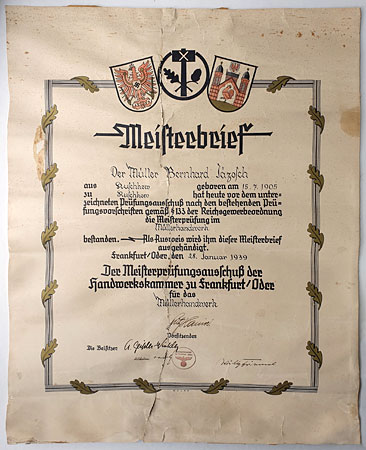 Meisterbrief
Der Müller Bernhard Jäzosch
aus Kuschkow geboren am 15.7.1905
zu Kuschkow hat heute vor dem unter-
zeichneten Prüfungsausschuß nach den bestehenden Prü-
fungsvorschriften gemäß §133 der Reichsgewerbeordnung
die Meisterprüfung im
Müllerhandwerk
bestanden. Als Ausweis wird ihm dieser Meisterbrief
ausgehändigt.
Frankfurt/Oder, den 28. Januar 1939
Der Meisterprüfungsausschuß der
Handwerkskammer zu Frankfurt/Oder
für das
Müllerhandwerk
Vorsitzender
Die Beisitzer